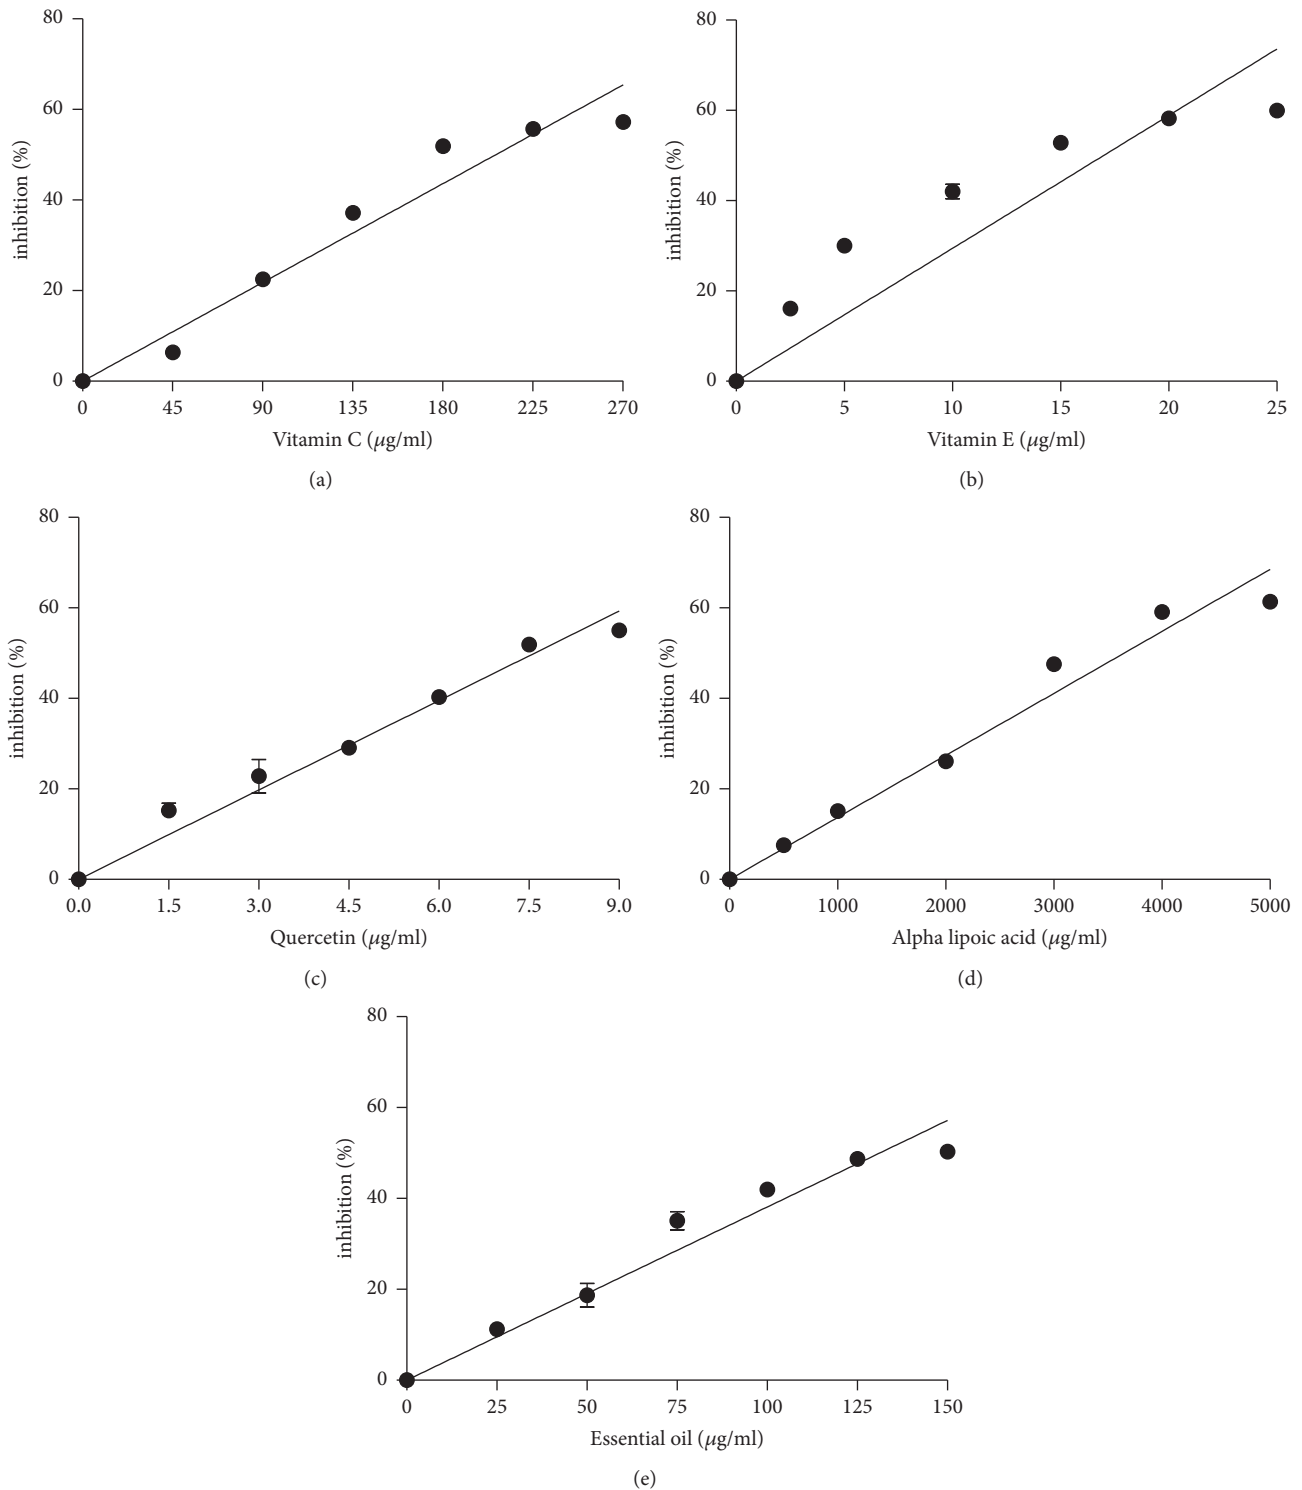 80
60
40
20
0
inhibition (%)
0 45 90 135 180 225 270
Vitamin C (μg/ml)
(a)
80
60
40
20
0
inhibition (%)
0 5 10 15 20 25
Vitamin E (μg/ml)
(b)
80
60
40
20
0
inhibition (%)
0.0 1.5 3.0 4.5 6.0 7.5 9.0
Quercetin (μg/ml)
(c)
80
60
40
20
0
inhibition (%)
0 1000 2000 3000 4000 5000
Alpha lipoic acid (μg/ml)
(d)
80
60
40
20
0
inhibition (%)
0 25 50 75 100 125 150
Essential oil (μg/ml)
(e)